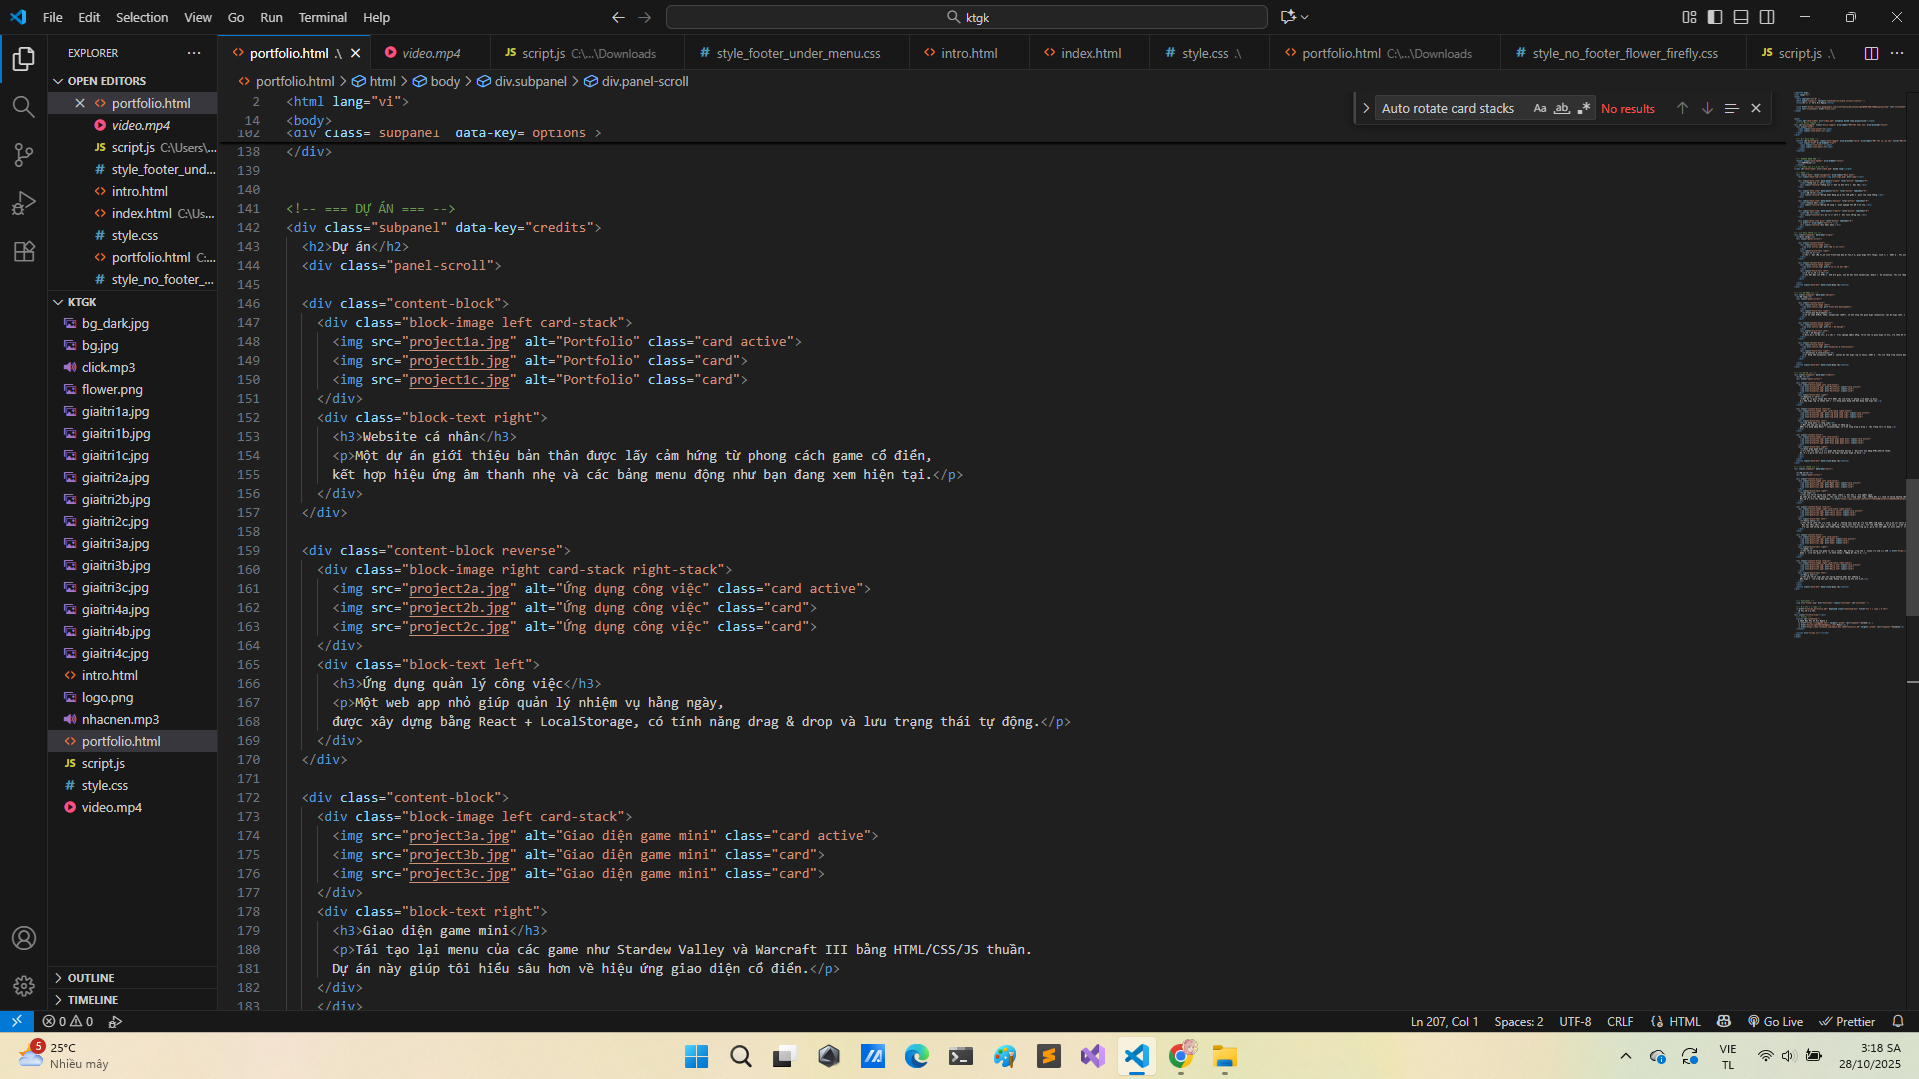 File Edit Selection View Go Run Terminal Help
ktgk
EXPLORER
OPEN EDITORS
portfolio.html
video.mp4
script.js C:\Users\...
style_footer_und...
intro.html
index.html C:\Us...
style.css
portfolio.html C:...
style_no_footer_...
KTGK
bg_dark.jpg
bg.jpg
click.mp3
flower.png
giaitri1a.jpg
giaitri1b.jpg
giaitri1c.jpg
giaitri2a.jpg
giaitri2b.jpg
giaitri2c.jpg
giaitri3a.jpg
giaitri3b.jpg
giaitri3c.jpg
giaitri4a.jpg
giaitri4b.jpg
giaitri4c.jpg
intro.html
logo.png
nhacnen.mp3
portfolio.html
script.js
style.css
video.mp4
OUTLINE
TIMELINE
portfolio.html .\ video.mp4 script.js C:\...\Downloads style_footer_under_menu.css intro.html index.html style.css .\ portfolio.html C:\...\Downloads style_no_footer_flower_firefly.css script.js .\
portfolio.html > html > body > div.subpanel > div.panel-scroll
Auto rotate card stacks Aa ab No results
2 <html lang="vi">
14 <body>
102 <div class="subpanel" data-key="options">
138 </div>
139
140
141 <!-- === DỰ ÁN === -->
142 <div class="subpanel" data-key="credits">
143 <h2>Dự án</h2>
144 <div class="panel-scroll">
145
146 <div class="content-block">
147 <div class="block-image left card-stack">
148 <img src="project1a.jpg" alt="Portfolio" class="card active">
149 <img src="project1b.jpg" alt="Portfolio" class="card">
150 <img src="project1c.jpg" alt="Portfolio" class="card">
151 </div>
152 <div class="block-text right">
153 <h3>Website cá nhân</h3>
154 <p>Một dự án giới thiệu bản thân được lấy cảm hứng từ phong cách game cổ điển,
155 kết hợp hiệu ứng âm thanh nhẹ và các bảng menu động như bạn đang xem hiện tại.</p>
156 </div>
157 </div>
158
159 <div class="content-block reverse">
160 <div class="block-image right card-stack right-stack">
161 <img src="project2a.jpg" alt="Ứng dụng công việc" class="card active">
162 <img src="project2b.jpg" alt="Ứng dụng công việc" class="card">
163 <img src="project2c.jpg" alt="Ứng dụng công việc" class="card">
164 </div>
165 <div class="block-text left">
166 <h3>Ứng dụng quản lý công việc</h3>
167 <p>Một web app nhỏ giúp quản lý nhiệm vụ hằng ngày,
168 được xây dựng bằng React + LocalStorage, có tính năng drag & drop và lưu trạng thái tự động.</p>
169 </div>
170 </div>
171
172 <div class="content-block">
173 <div class="block-image left card-stack">
174 <img src="project3a.jpg" alt="Giao diện game mini" class="card active">
175 <img src="project3b.jpg" alt="Giao diện game mini" class="card">
176 <img src="project3c.jpg" alt="Giao diện game mini" class="card">
177 </div>
178 <div class="block-text right">
179 <h3>Giao diện game mini</h3>
180 <p>Tái tạo lại menu của các game như Stardew Valley và Warcraft III bằng HTML/CSS/JS thuần.
181 Dự án này giúp tôi hiểu sâu hơn về hiệu ứng giao diện cổ điển.</p>
182 </div>
183 </div>
0 0
Ln 207, Col 1 Spaces: 2 UTF-8 CRLF HTML Go Live Prettier
5
25°C
Nhiều mây
VIE
TL
3:18 SA
28/10/2025